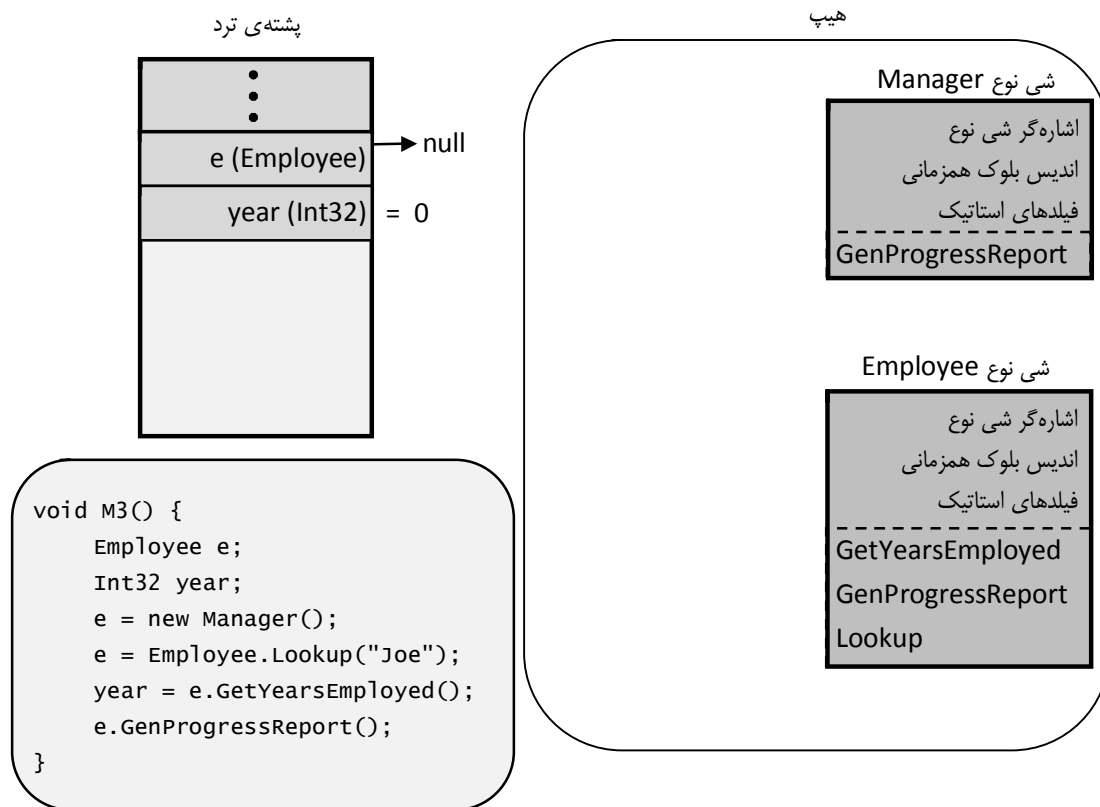 پشته‌ی ترد
e (Employee)
null
year (Int32)
= 0
هیپ
شی نوع Manager
اشاره‌گر شی نوع
اندیس بلوک همزمانی
فیلدهای استاتیک
GenProgressReport
شی نوع Employee
اشاره‌گر شی نوع
اندیس بلوک همزمانی
فیلدهای استاتیک
GetYearsEmployed
GenProgressReport
Lookup
void M3() {
Employee e;
Int32 year;
e = new Manager();
e = Employee.Lookup("Joe");
year = e.GetYearsEmployed();
e.GenProgressReport();
}